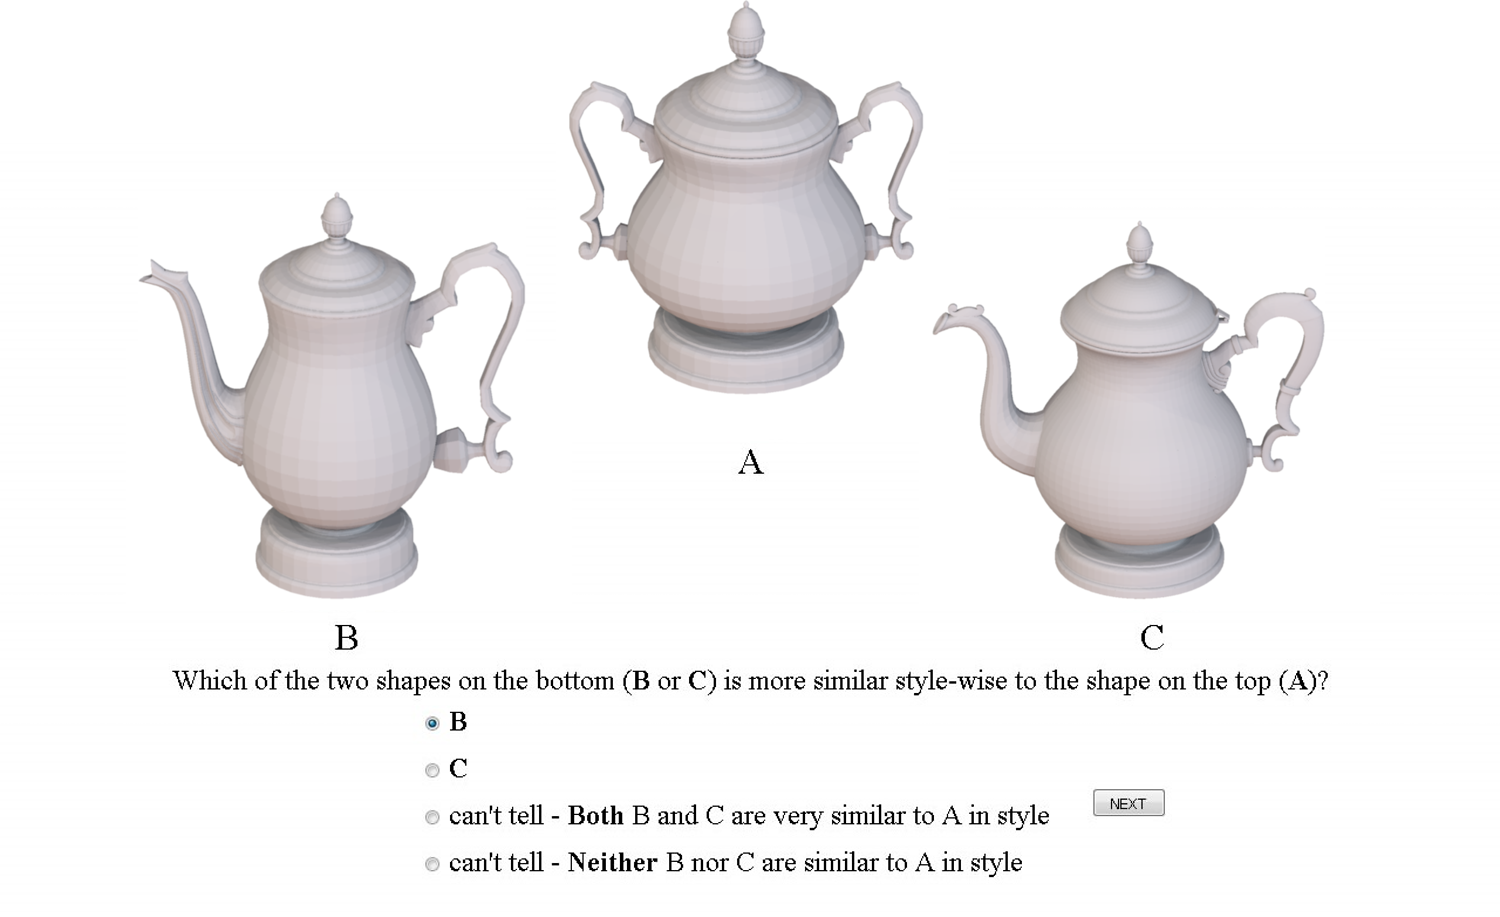 A
B
C
Which of the two shapes on the bottom (B or C) is more similar style-wise to the shape on the top (A)?
B
C
can't tell - Both B and C are very similar to A in style
NEXT
can't tell - Neither B nor C are similar to A in style